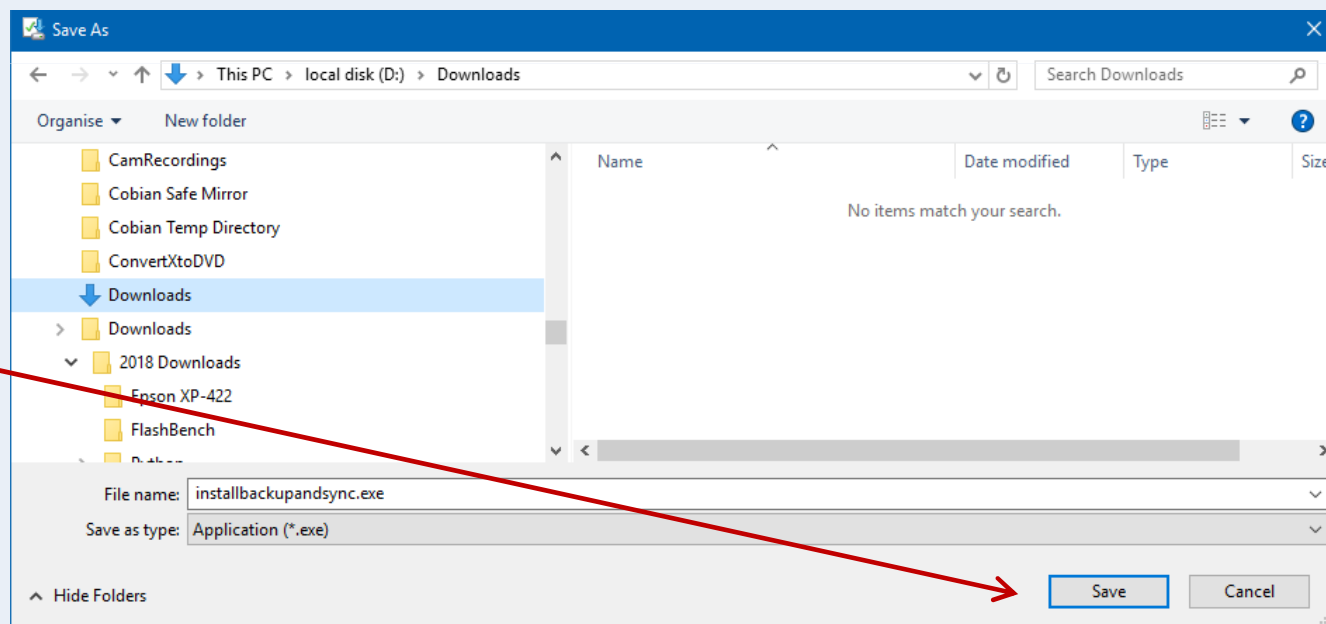 Save As
This PC > local disk (D:) > Downloads
Search Downloads
Organise
New folder
Name
Date modified
Type
Size
CamRecordings
Cobian Safe Mirror
Cobian Temp Directory
ConvertXtoDVD
Downloads
Downloads
2018 Downloads
Epson XP-422
FlashBench
Python
No items match your search.
File name: installbackupandsync.exe
Save as type: Application (*.exe)
Hide Folders
Save
Cancel